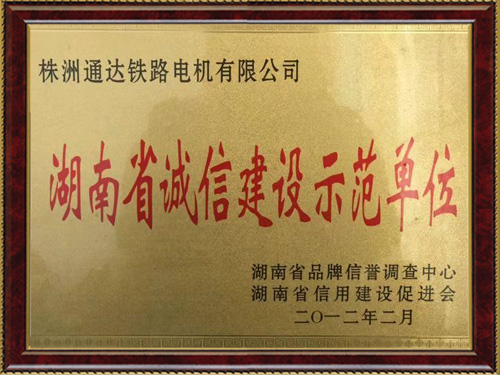 株洲通达铁路电机有限公司
湖南省诚信建设示范单位
湖南省品牌信誉调查中心
湖南省信用建设促进会
二〇一二年二月